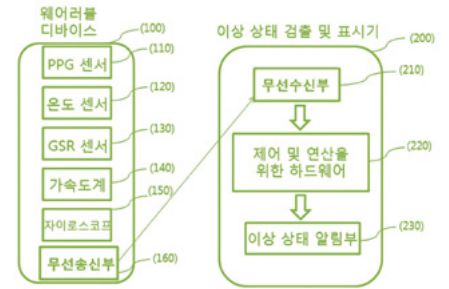 웨어러블
디바이스
(100)
PPG 센서
(110)
온도 센서
(120)
GSR 센서
(130)
가속도계
(140)
자이로스코프
(150)
무선송신부
(160)
이상 상태 검출 및 표시기
(200)
무선수신부
(210)
제어 및 연산을
위한 하드웨어
(220)
이상 상태 알림부
(230)